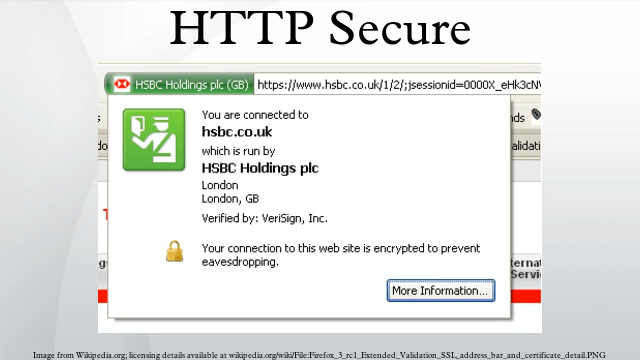 HTTP Secure
HSBC Holdings plc (GB) https://www.hsbc.co.uk/1/2/;jsessionid=0000X_eHk3cN
You are connected to
hsbc.co.uk
which is run by
HSBC Holdings plc
London
London, GB
Verified by: VeriSign, Inc.
Your connection to this web site is encrypted to prevent
eavesdropping.
More Information...
Image from Wikipedia.org; licensing details available at wikipedia.org/wiki/File:Firefox_3_rc1_Extended_Validation_SSL_address_bar_and_certificate_detail.PNG